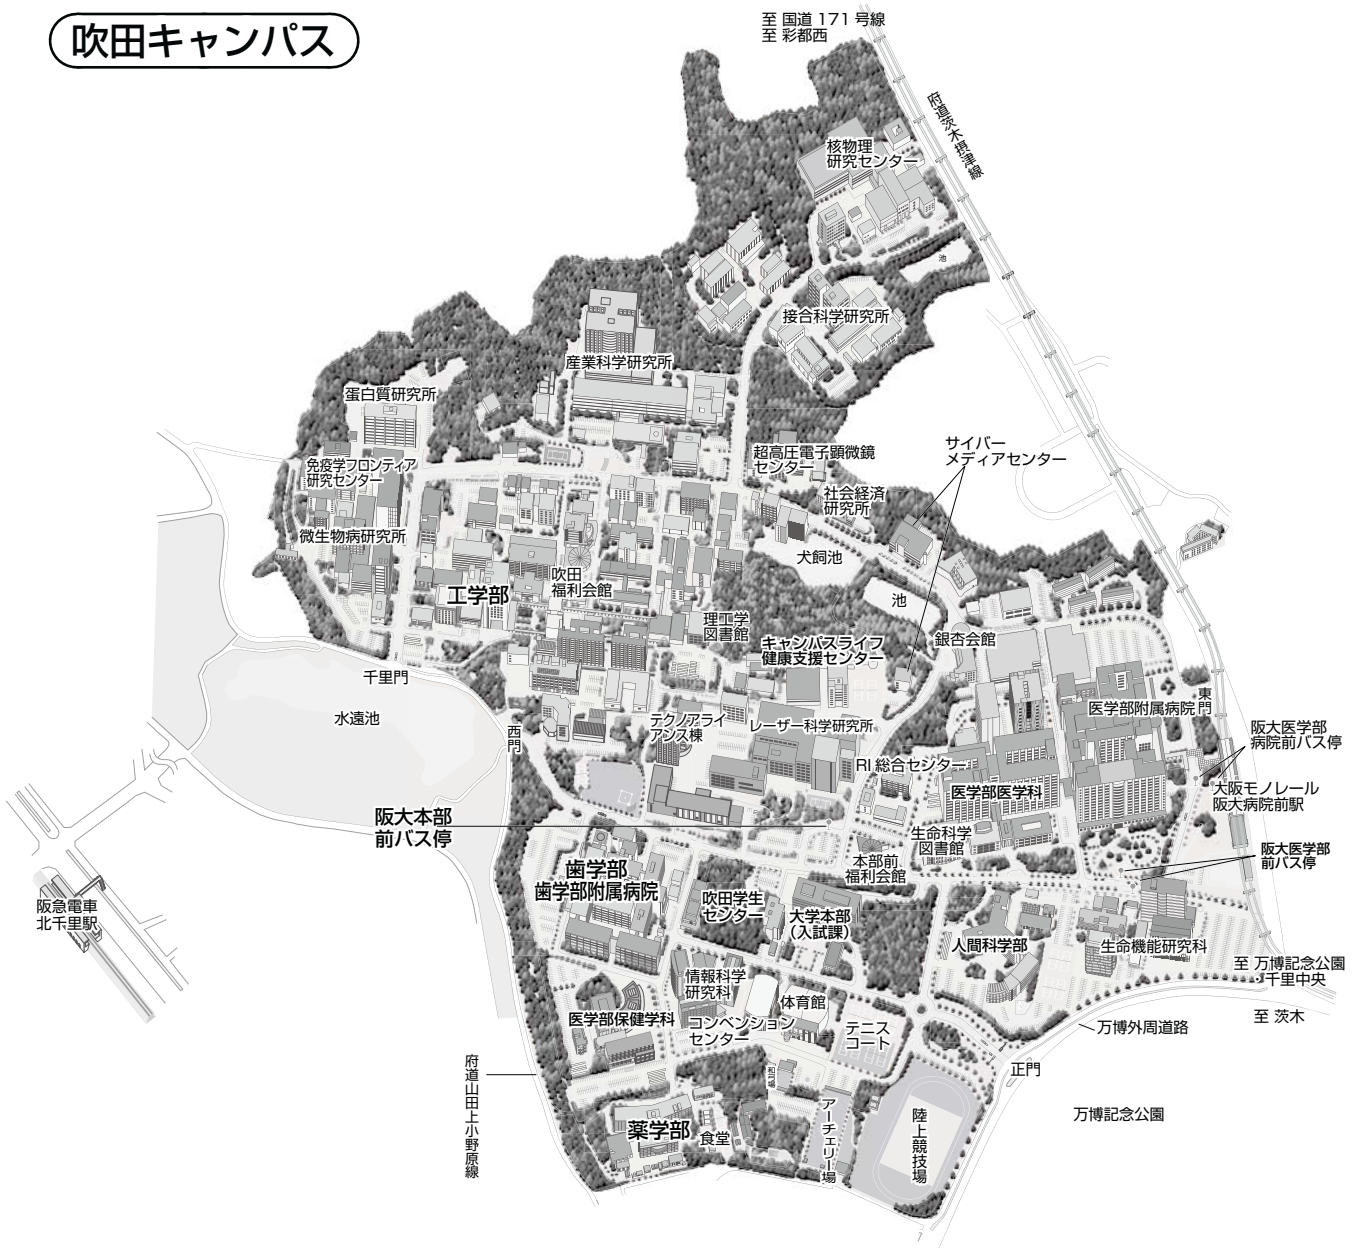 吹田キャンパス
至 国道 171 号線
至 彩都西
府道茨木摂津線
核物理
研究センター
池
接合科学研究所
産業科学研究所
蛋白質研究所
サイバー
メディアセンター
超高圧電子顕微鏡
センター
免疫学フロンティア
研究センター
社会経済
研究所
微生物病研究所
犬飼池
吹田
福利会館
工学部
池
理工学
図書館
キャンパスライフ
健康支援センター
銀杏会館
千里門
水遠池
西門
テクノアライ
アンス棟
レーザー科学研究所
医学部附属病院
東門
阪大医学部
病院前バス停
RI 総合センター
医学部医学科
大阪モノレール
阪大病院前駅
阪大本部
前バス停
生命科学
図書館
本部前
福利会館
阪大医学部
前バス停
歯学部
歯学部附属病院
吹田学生
センター
大学本部
(入試課)
阪急電車
北千里駅
人間科学部
生命機能研究科
至 万博記念公園
千里中央
情報科学
研究科
体育館
医学部保健学科
コンベンション
センター
テニス
コート
至 茨木
万博外周道路
正門
府道山田上小野原線
アーチェリー場
陸上競技場
万博記念公園
薬学部
食堂